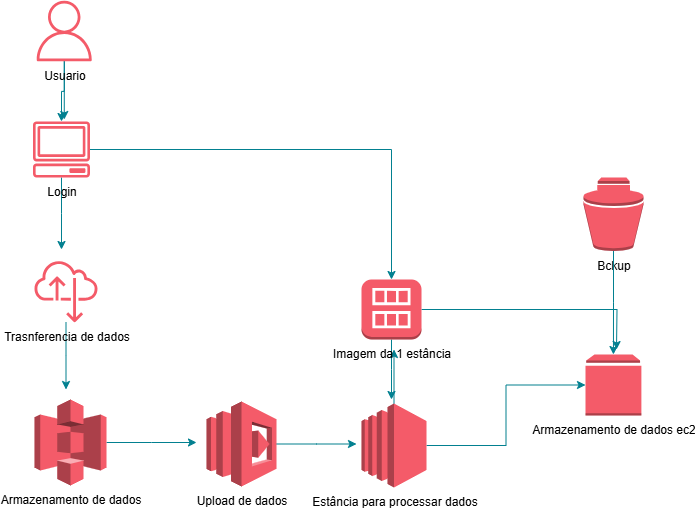 Usuario
Login
Bckup
Trasnferencia de dados
Imagem da 1 estância
Armazenamento de dados ec2
Armazenamento de dados
Upload de dados
Estância para processar dados